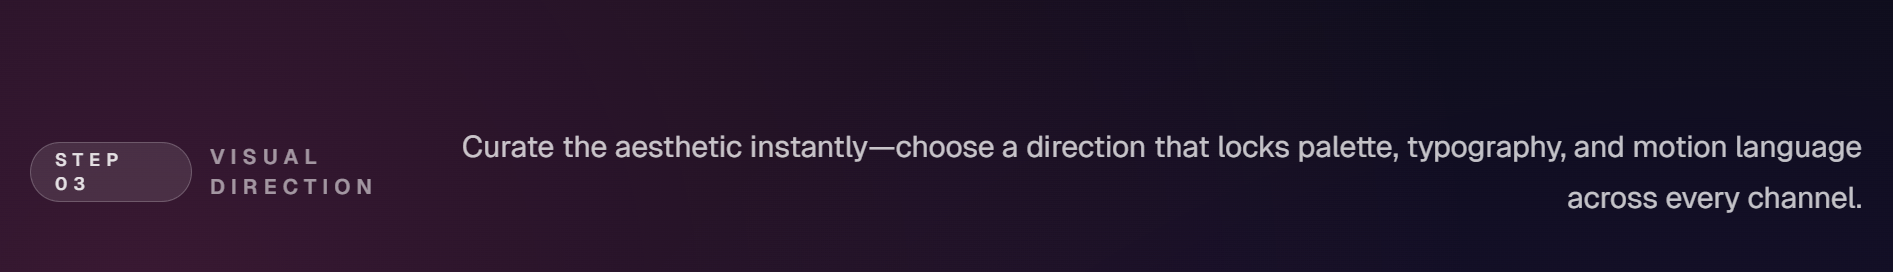 STEP
03
VISUAL
DIRECTION
Curate the aesthetic instantly—choose a direction that locks palette, typography, and motion language
across every channel.